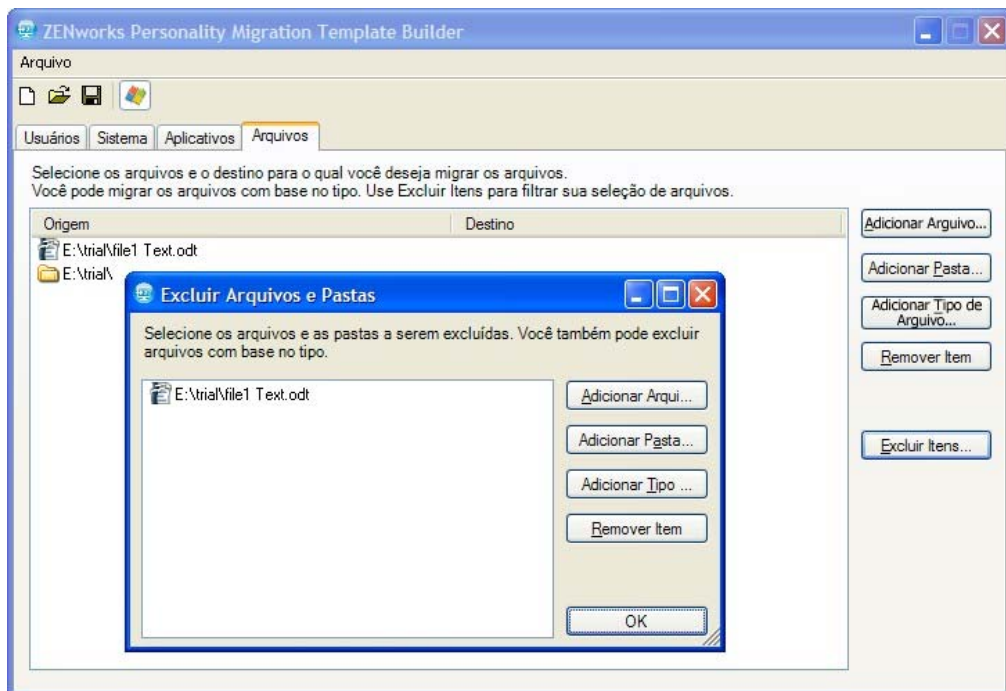 ZENworks Personality Migration Template Builder
Arquivo
Usuários Sistema Aplicativos Arquivos
Selecione os arquivos e o destino para o qual você deseja migrar os arquivos.
Você pode migrar os arquivos com base no tipo. Use Excluir Itens para filtrar sua seleção de arquivos.
Origem Destino
E:\trial\file1 Text.odt
E:\trial\
Adicionar Arquivo...
Adicionar Pasta...
Adicionar Tipo de
Arquivo...
Remover Item
Excluir Itens...
Excluir Arquivos e Pastas
Selecione os arquivos e as pastas a serem excluídas. Você também pode excluir
arquivos com base no tipo.
E:\trial\file1 Text.odt
Adicionar Arqui...
Adicionar Pasta...
Adicionar Tipo ...
Remover Item
OK